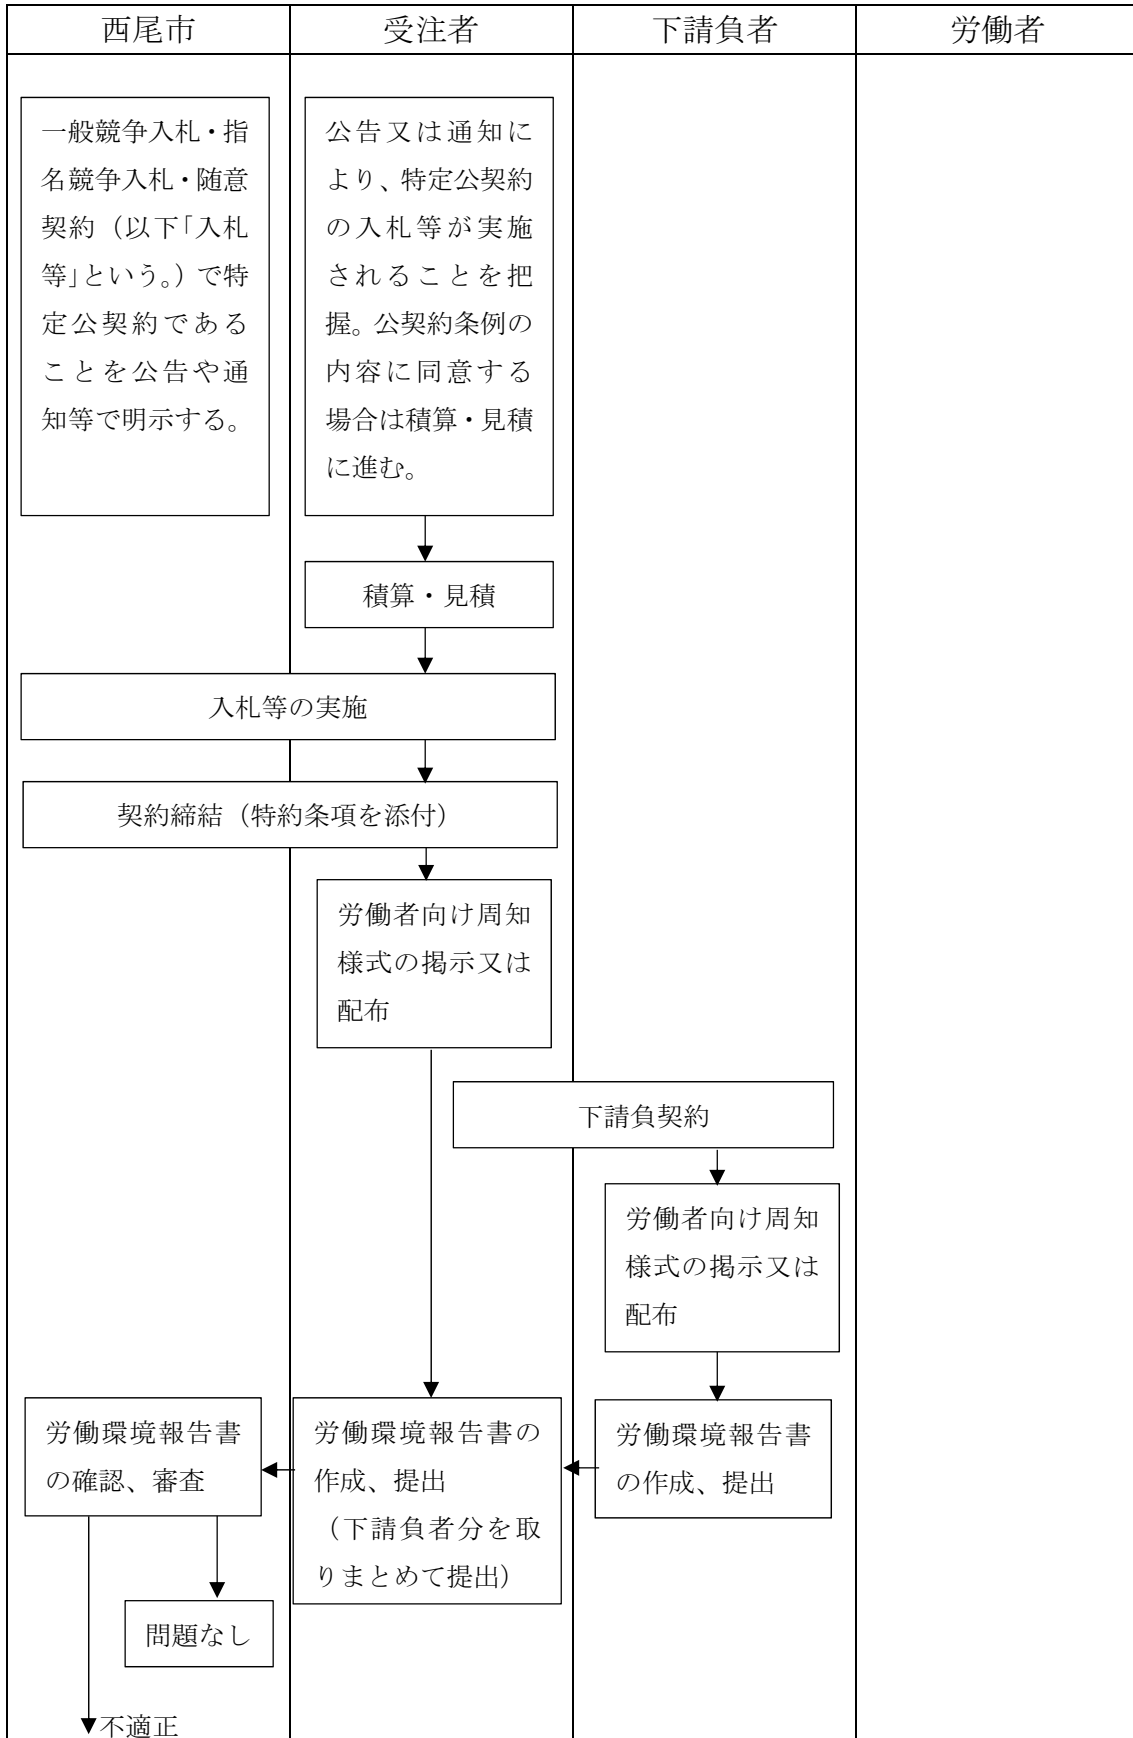 西尾市
受注者
下請負者
労働者
一般競争入札・指
名競争入札・随意
契約（以下「入札
等」という。）で特
定公契約である
ことを公告や通
知等で明示する。
公告又は通知に
より、特定公契約
の入札等が実施
されることを把
握。公契約条例の
内容に同意する
場合は積算・見積
に進む。
積算・見積
入札等の実施
契約締結（特約条項を添付）
労働者向け周知
様式の掲示又は
配布
下請負契約
労働者向け周知
様式の掲示又は
配布
労働環境報告書
の確認、審査
労働環境報告書の
作成、提出
（下請負者分を取
りまとめて提出）
労働環境報告書
の作成、提出
問題なし
不適正